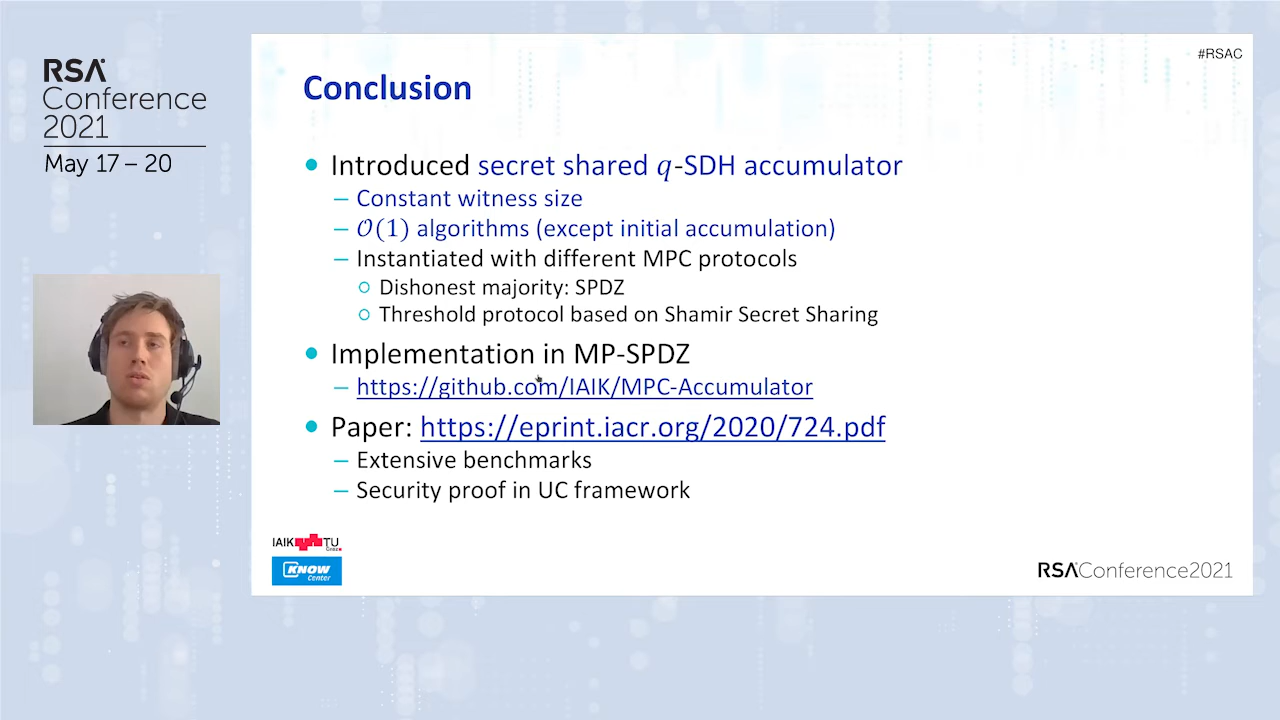 RSA
Conference
2021
May 17 – 20
#RSAC
Conclusion
Introduced secret shared q-SDH accumulator
– Constant witness size
– 𝒪(1) algorithms (except initial accumulation)
– Instantiated with different MPC protocols
Dishonest majority: SPDZ
Threshold protocol based on Shamir Secret Sharing
Implementation in MP-SPDZ
– https://github.com/IAIK/MPC-Accumulator
Paper: https://eprint.iacr.org/2020/724.pdf
– Extensive benchmarks
– Security proof in UC framework
IAIK TU
Graz
KNOW
Center
RSAConference2021